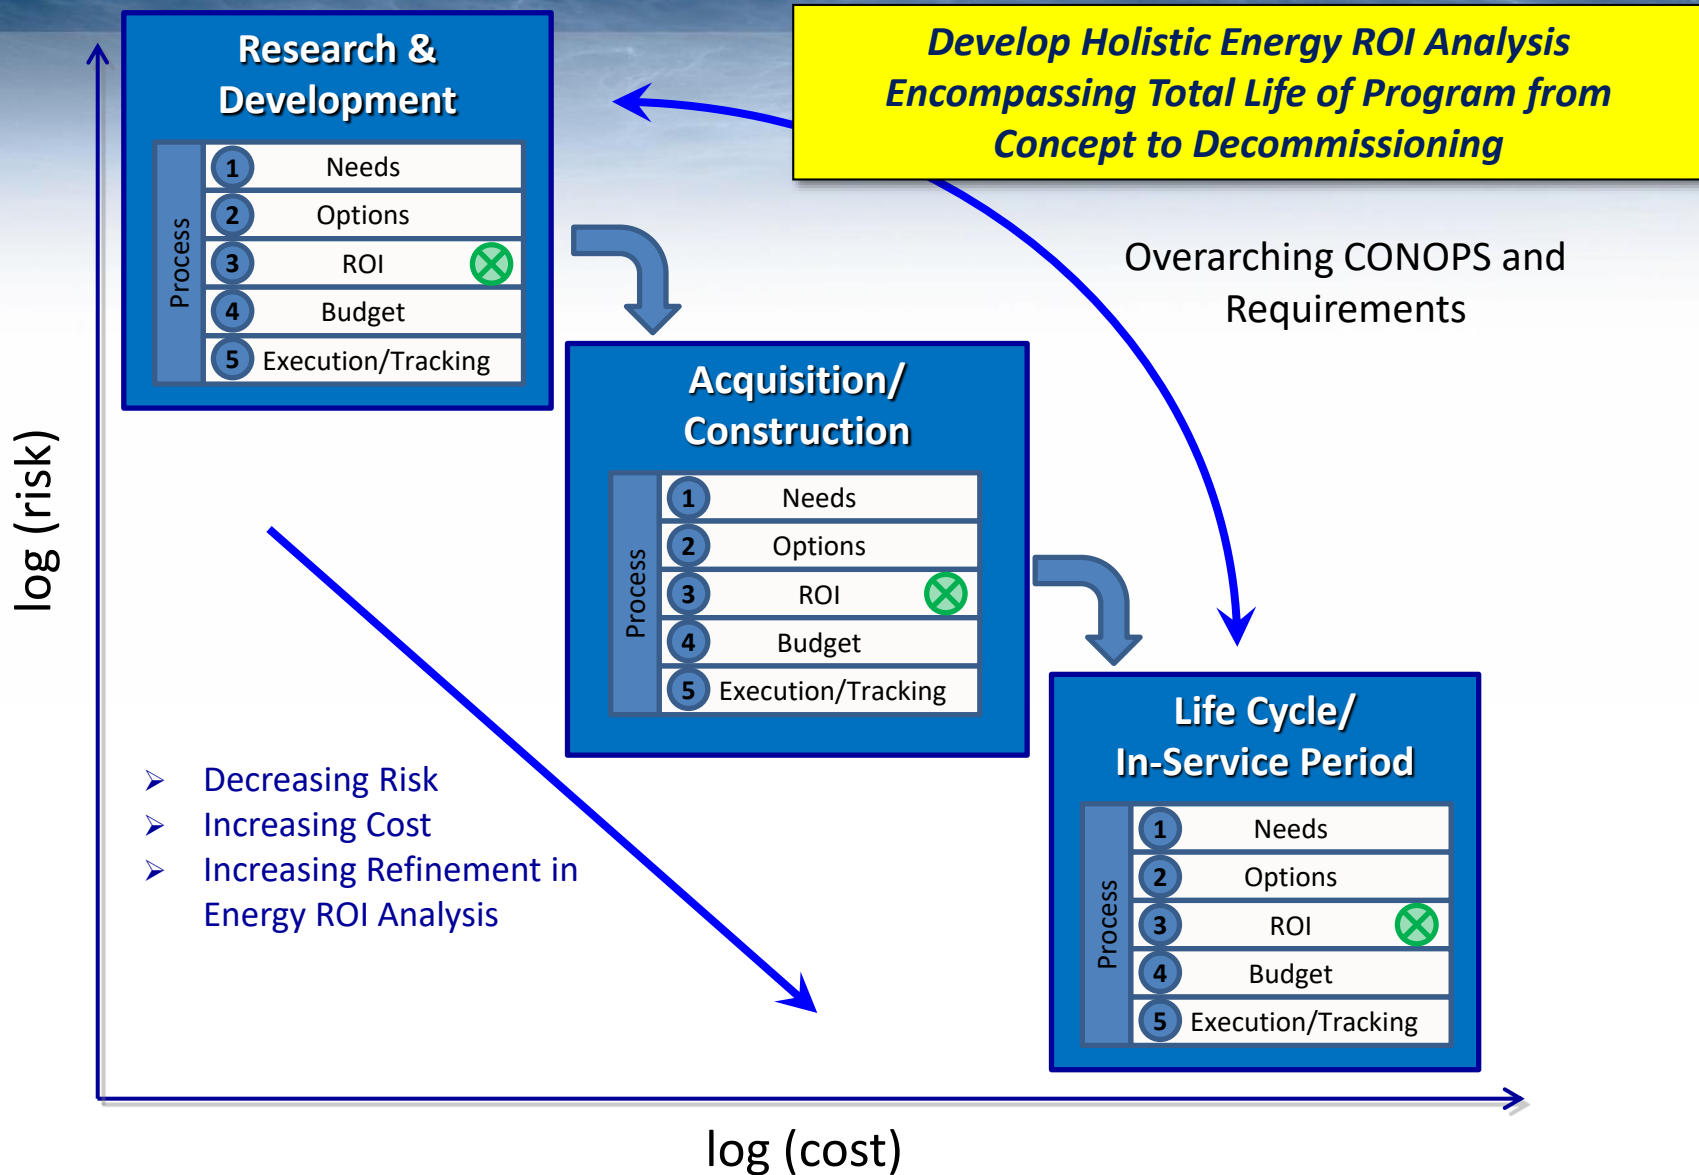 Develop Holistic Energy ROI Analysis
Encompassing Total Life of Program from
Concept to Decommissioning
Research &
Development
Process
1 Needs
2 Options
3 ROI
4 Budget
5 Execution/Tracking
Overarching CONOPS and
Requirements
Acquisition/
Construction
Process
1 Needs
2 Options
3 ROI
4 Budget
5 Execution/Tracking
Life Cycle/
In-Service Period
Process
1 Needs
2 Options
3 ROI
4 Budget
5 Execution/Tracking
➢ Decreasing Risk
➢ Increasing Cost
➢ Increasing Refinement in
Energy ROI Analysis
log (risk)
log (cost)